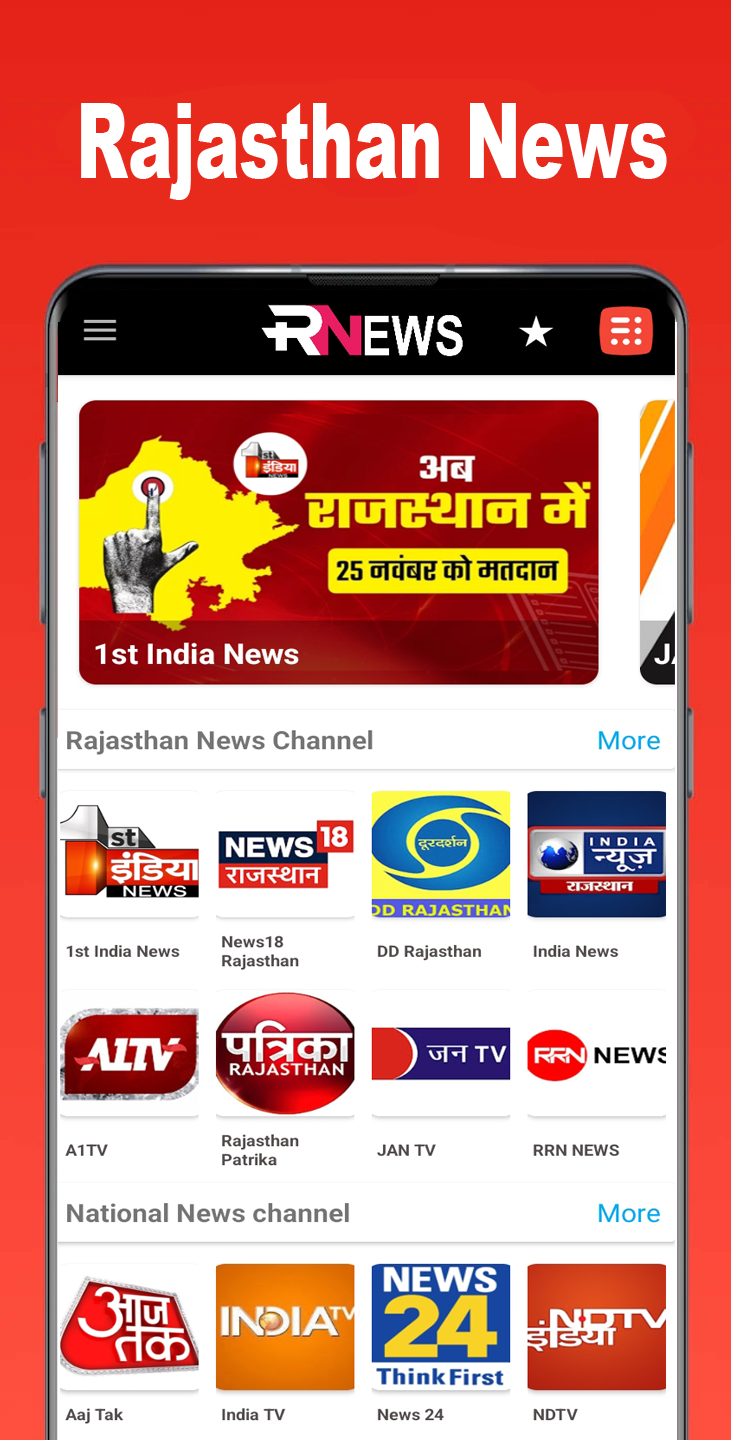 Rajasthan News
RNEWS
1st
इंडिया
NEWS
अब
राजस्थान में
25 नवंबर को मतदान
1st India News
Rajasthan News Channel
More
1st
इंडिया
NEWS
NEWS 18
राजस्थान
दूरदर्शन
DD RAJASTHAN
INDIA
न्यूज़
राजस्थान
1st India News
News18
Rajasthan
DD Rajasthan
India News
A1TV
पत्रिका
RAJASTHAN
जन TV
RRN NEWS
A1TV
Rajasthan
Patrika
JAN TV
RRN NEWS
National News channel
More
आज
तक
INDIA TV
NEWS
24
Think First
NDTV
इंडिया
Aaj Tak
India TV
News 24
NDTV